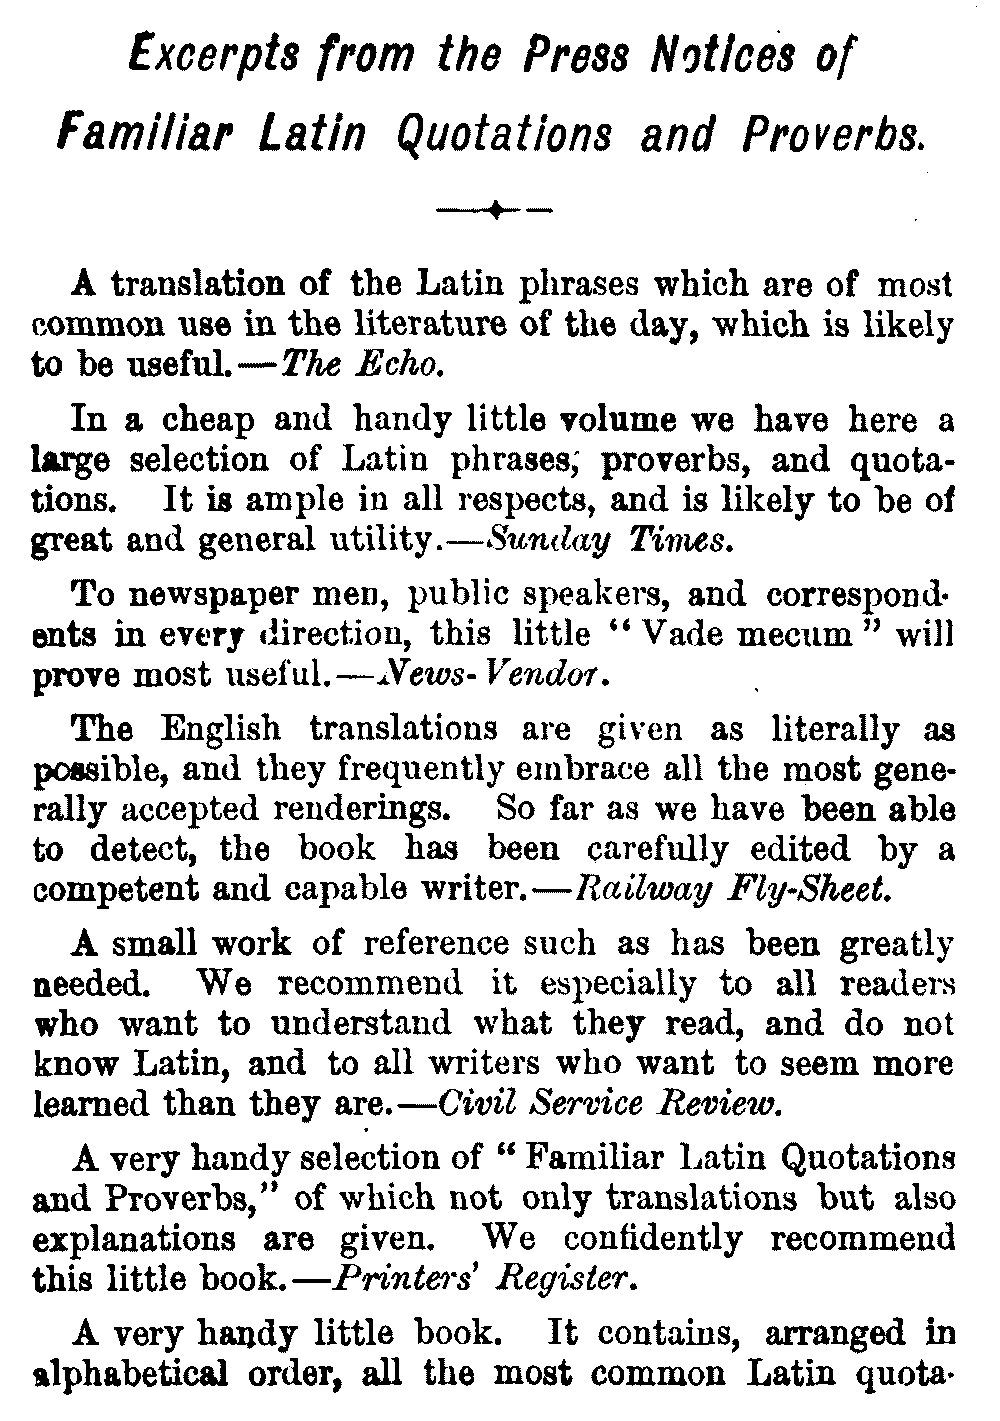 Excerpts from the Press Notices of
Familiar Latin Quotations and Proverbs.
A translation of the Latin phrases which are of most
common use in the literature of the day, which is likely
to be useful.—The Echo.
In a cheap and handy little volume we have here a
large selection of Latin phrases, proverbs, and quota-
tions. It is ample in all respects, and is likely to be of
great and general utility.—Sunday Times.
To newspaper men, public speakers, and correspond-
ents in every direction, this little “Vade mecum” will
prove most useful.—News-Vendor.
The English translations are given as literally as
possible, and they frequently embrace all the most gene-
rally accepted renderings. So far as we have been able
to detect, the book has been carefully edited by a
competent and capable writer.—Railway Fly-Sheet.
A small work of reference such as has been greatly
needed. We recommend it especially to all readers
who want to understand what they read, and do not
know Latin, and to all writers who want to seem more
learned than they are.—Civil Service Review.
A very handy selection of “Familiar Latin Quotations
and Proverbs,” of which not only translations but also
explanations are given. We confidently recommend
this little book.—Printers’ Register.
A very handy little book. It contains, arranged in
alphabetical order, all the most common Latin quota-